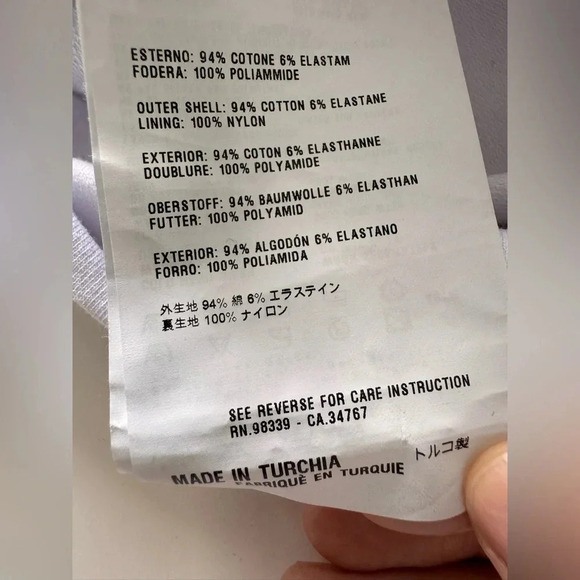 ESTERNO: 94% COTONE 6% ELASTAM
FODERA: 100% POLIAMMIDE
OUTER SHELL: 94% COTTON 6% ELASTANE
LINING: 100% NYLON
EXTERIOR: 94% COTON 6% ELASTHANNE
DOUBLURE: 100% POLYAMIDE
OBERSTOFF: 94% BAUMWOLLE 6% ELASTHAN
FUTTER: 100% POLYAMID
EXTERIOR: 94% ALGODÓN 6% ELASTANO
FORRO: 100% POLIAMIDA
外生地 94% 綿 6% エラステイン
裏生地 100% ナイロン
SEE REVERSE FOR CARE INSTRUCTION
RN.98339 - CA.34767
MADE IN TURCHIA
FABRIQUÈ EN TURQUIE
トルコ製